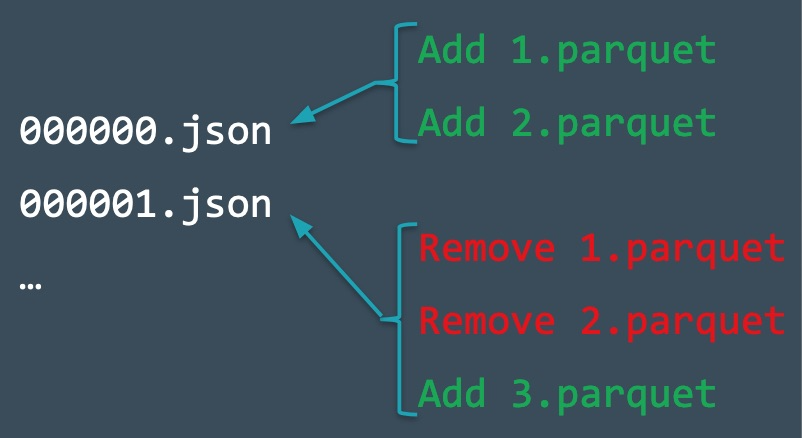 000000.json
000001.json
…
Add 1.parquet
Add 2.parquet
Remove 1.parquet
Remove 2.parquet
Add 3.parquet